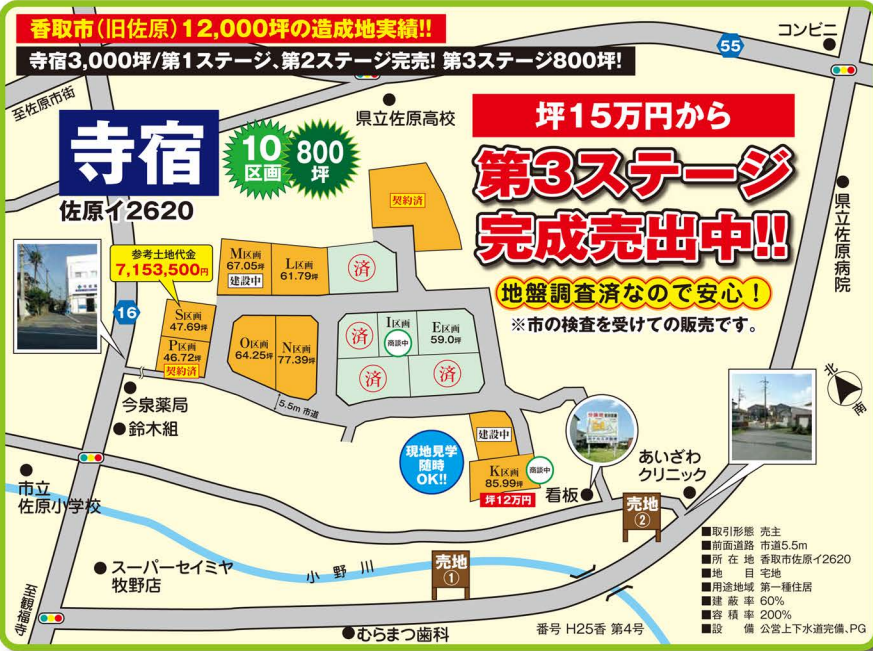 香取市(旧佐原)12,000坪の造成地実績!!
寺宿3,000坪/第1ステージ、第2ステージ完売! 第3ステージ800坪!
コンビニ
55
至佐原市街
県立佐原高校
寺宿
10
区画
800
坪
佐原イ2620
坪15万円から
第3ステージ
完成売出中!!
地盤調査済なので安心！
※市の検査を受けての販売です。
県立佐原病院
契約済
参考土地代金
7,153,500円
16
M区画
67.05坪
建設中
L区画
61.79坪
済
S区画
47.69坪
P区画
46.72坪
契約済
O区画
64.25坪
N区画
77.39坪
済
I区画
商談中
E区画
59.0坪
済
済
5.5m 市道
今泉薬局
鈴木組
北
南
建設中
K区画
85.99坪
商談中
坪12万円
現地見学
随時
OK!!
看板
あいざわ
クリニック
売地
②
市立
佐原小学校
スーパーセイミヤ
牧野店
小野川
売地
①
至観福寺
むらまつ歯科
番号 H25香 第4号
■取引形態 売主
■前面道路 市道5.5m
■所在地 香取市佐原イ2620
■地目 宅地
■用途地域 第一種住居
■建蔽率 60%
■容積率 200%
■設備 公営上下水道完備、PG